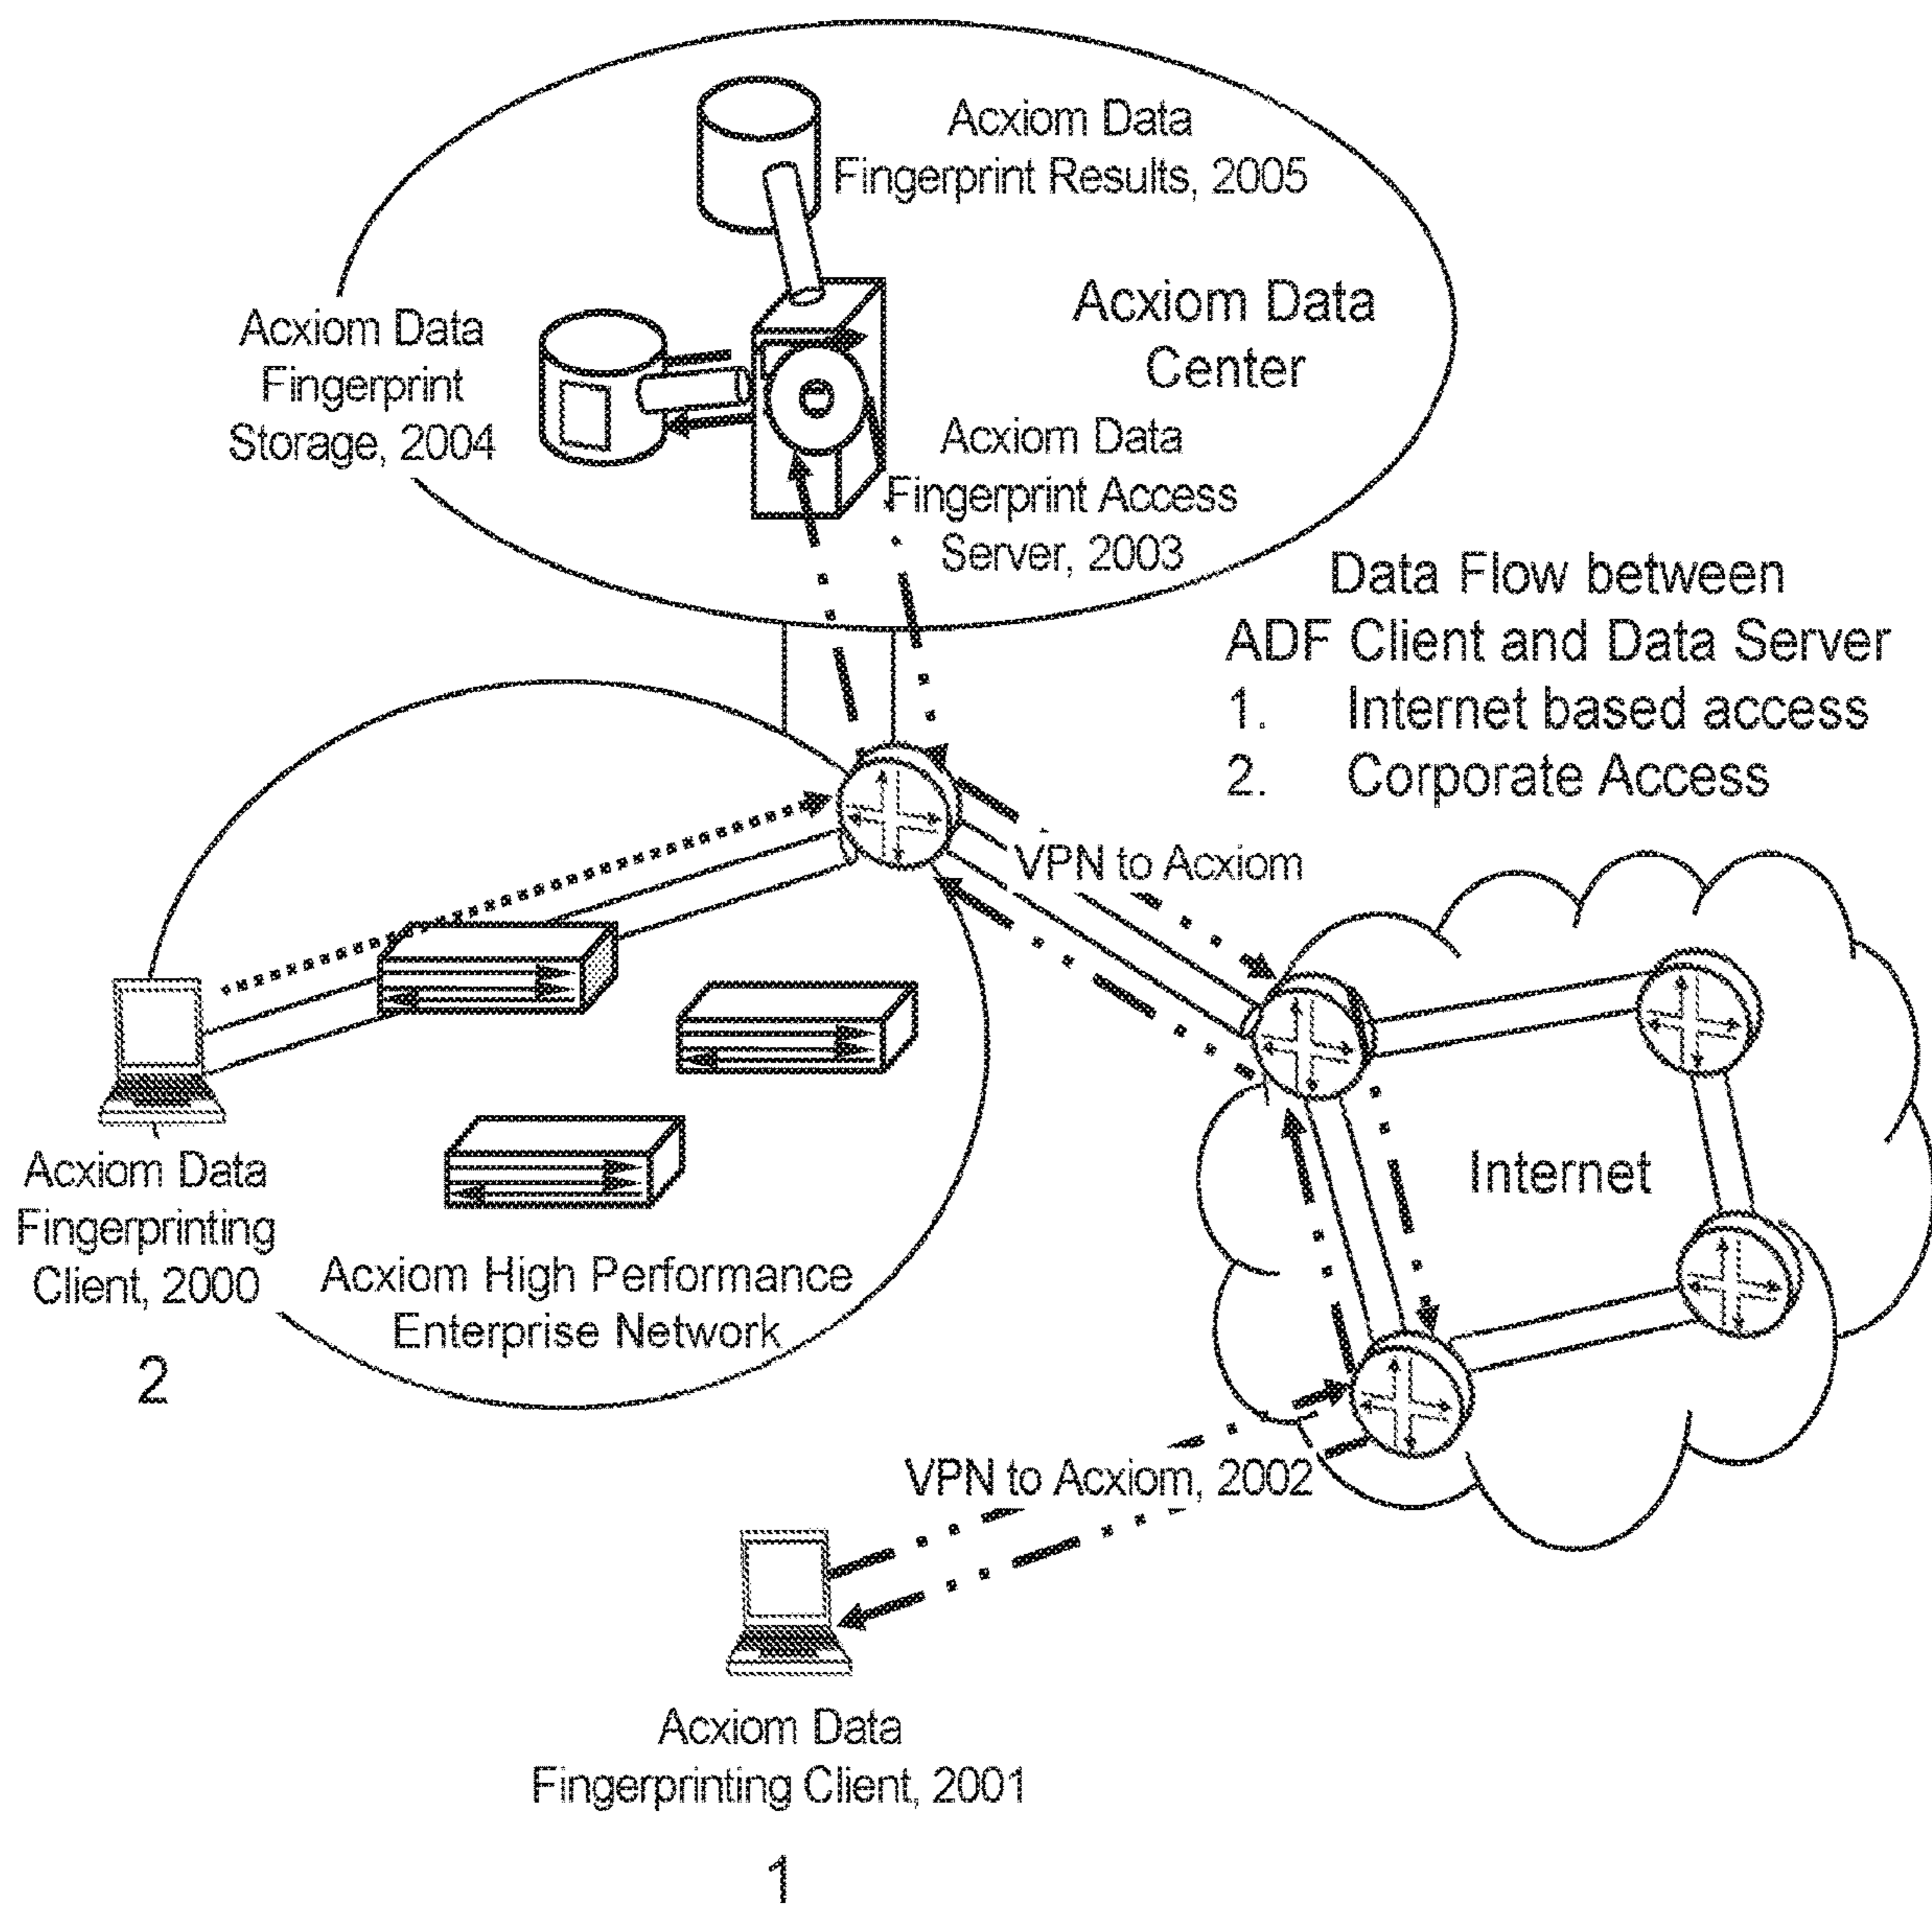 Acxiom Data
Fingerprint Results, 2005
Acxiom Data
Center
Acxiom Data
Fingerprint
Storage, 2004
Acxiom Data
Fingerprint Access
Server, 2003
Data Flow between
ADF Client and Data Server
1. Internet based access
2. Corporate Access
VPN to Acxiom
Internet
Acxiom Data
Fingerprinting
Client, 2000
2
Acxiom High Performance
Enterprise Network
VPN to Acxiom, 2002
Acxiom Data
Fingerprinting Client, 2001
1